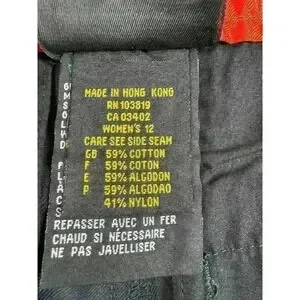 MADE IN HONG KONG
RN 103819
CA 03402
WOMEN'S 12
CARE SEE SIDE SEAM
GB 59% COTTON
F 59% COTON
E 59% ALGODON
P 59% ALGODAO
41% NYLON
REPASSER AVEC UN FER
CHAUD SI NÉCESSAIRE
NE PAS JAVELLISER